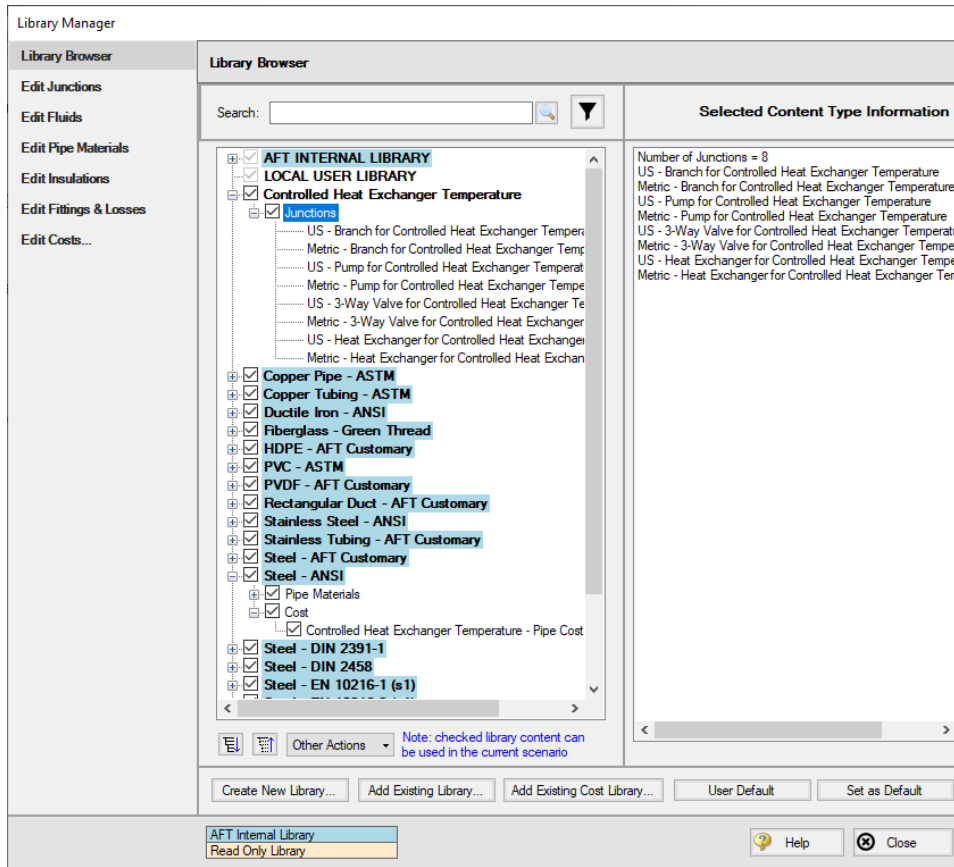 Library Manager
Library Browser
Edit Junctions
Edit Fluids
Edit Pipe Materials
Edit Insulations
Edit Fittings & Losses
Edit Costs...
Library Browser
Search:
AFT INTERNAL LIBRARY
LOCAL USER LIBRARY
Controlled Heat Exchanger Temperature
Junctions
US - Branch for Controlled Heat Exchanger Tempera
Metric - Branch for Controlled Heat Exchanger Temp
US - Pump for Controlled Heat Exchanger Temperat
Metric - Pump for Controlled Heat Exchanger Tempe
US - 3-Way Valve for Controlled Heat Exchanger Te
Metric - 3-Way Valve for Controlled Heat Exchanger
US - Heat Exchanger for Controlled Heat Exchanger
Metric - Heat Exchanger for Controlled Heat Exchan
Copper Pipe - ASTM
Copper Tubing - ASTM
Ductile Iron - ANSI
Fiberglass - Green Thread
HDPE - AFT Customary
PVC - ASTM
PVDF - AFT Customary
Rectangular Duct - AFT Customary
Stainless Steel - ANSI
Stainless Tubing - AFT Customary
Steel - AFT Customary
Steel - ANSI
Pipe Materials
Cost
Controlled Heat Exchanger Temperature - Pipe Cost
Steel - DIN 2391-1
Steel - DIN 2458
Steel - EN 10216-1 (s1)
Other Actions
Note: checked library content can
be used in the current scenario
Selected Content Type Information
Number of Junctions = 8
US - Branch for Controlled Heat Exchanger Temperature
Metric - Branch for Controlled Heat Exchanger Temperature
US - Pump for Controlled Heat Exchanger Temperature
Metric - Pump for Controlled Heat Exchanger Temperature
US - 3-Way Valve for Controlled Heat Exchanger Temperatu
Metric - 3-Way Valve for Controlled Heat Exchanger Tempe
US - Heat Exchanger for Controlled Heat Exchanger Tempe
Metric - Heat Exchanger for Controlled Heat Exchanger Ter
Create New Library...
Add Existing Library...
Add Existing Cost Library...
User Default
Set as Default
AFT Internal Library
Read Only Library
Help
Close